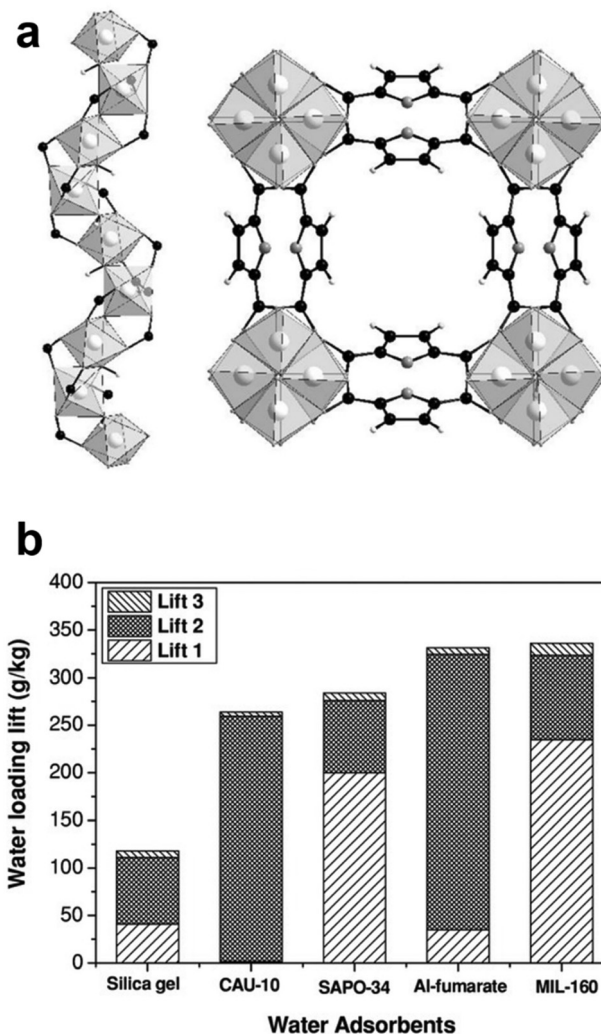 a
b
Water loading lift (g/kg)
400
350
300
250
200
150
100
50
0
Lift 3
Lift 2
Lift 1
Silica gel
CAU-10
SAPO-34
Al-fumarate
MIL-160
Water Adsorbents